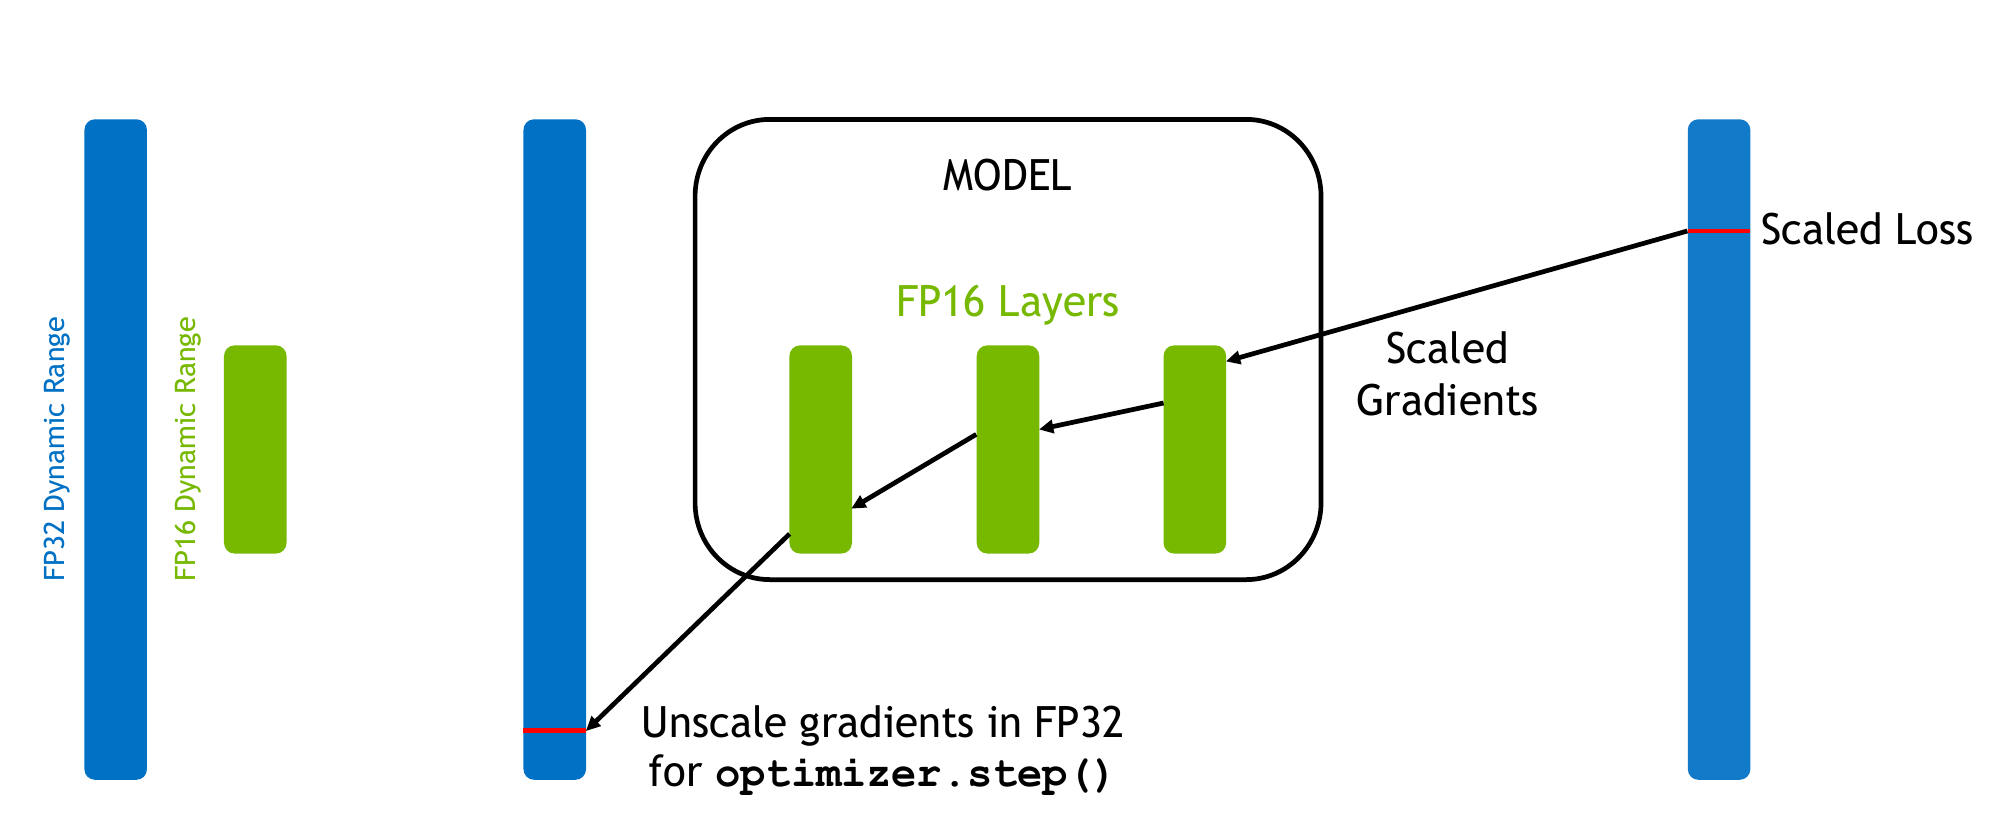 FP32 Dynamic Range
FP16 Dynamic Range
MODEL
FP16 Layers
Scaled Loss
Scaled
Gradients
Unscale gradients in FP32
for optimizer.step()